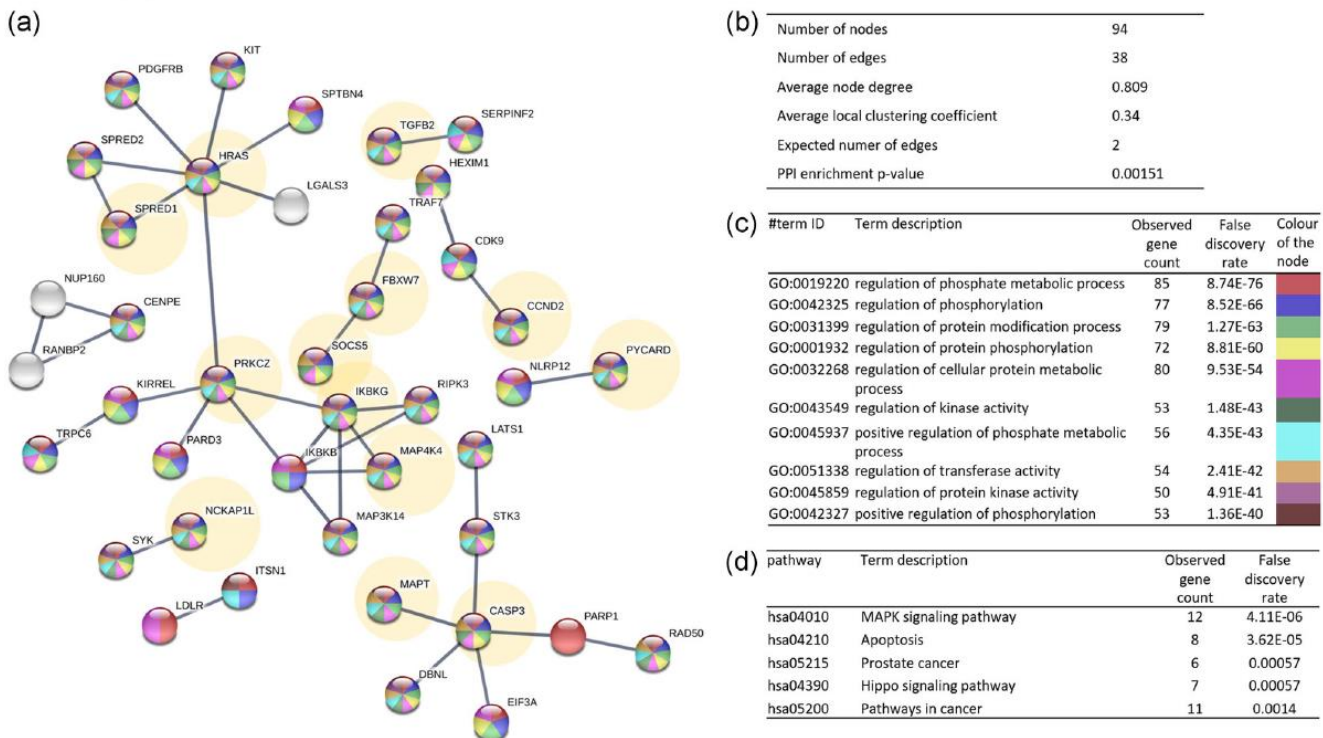 (a)
KIT
PDGFRB
SPTBN4
SPRED2
HRAS
TGFB2
SERPINF2
HEXIM1
LGALS3
SPRED1
TRAF7
CDK9
NUP160
CENPE
FBXW7
CCND2
RANBP2
SOCS5
NLRP12
PYCARD
PRKCZ
KIRREL
IKBKG
RIPK3
TRPC6
PARD3
IKBKB
LATS1
MAP4K4
NCKAP1L
MAP3K14
STK3
SYK
ITSN1
LDLR
MAPT
CASP3
PARP1
RAD50
DBNL
EIF3A
(b)
Number of nodes 94
Number of edges 38
Average node degree 0.809
Average local clustering coefficient 0.34
Expected numer of edges 2
PPI enrichment p-value 0.00151
(c)
#term ID Term description Observed gene count False discovery rate Colour of the node
GO:0019220 regulation of phosphate metabolic process 85 8.74E-76
GO:0042325 regulation of phosphorylation 77 8.52E-66
GO:0031399 regulation of protein modification process 79 1.27E-63
GO:0001932 regulation of protein phosphorylation 72 8.81E-60
GO:0032268 regulation of cellular protein metabolic 80 9.53E-54
process
GO:0043549 regulation of kinase activity 53 1.48E-43
GO:0045937 positive regulation of phosphate metabolic 56 4.35E-43
process
GO:0051338 regulation of transferase activity 54 2.41E-42
GO:0045859 regulation of protein kinase activity 50 4.91E-41
GO:0042327 positive regulation of phosphorylation 53 1.36E-40
(d)
pathway Term description Observed gene count False discovery rate
hsa04010 MAPK signaling pathway 12 4.11E-06
hsa04210 Apoptosis 8 3.62E-05
hsa05215 Prostate cancer 6 0.00057
hsa04390 Hippo signaling pathway 7 0.00057
hsa05200 Pathways in cancer 11 0.0014